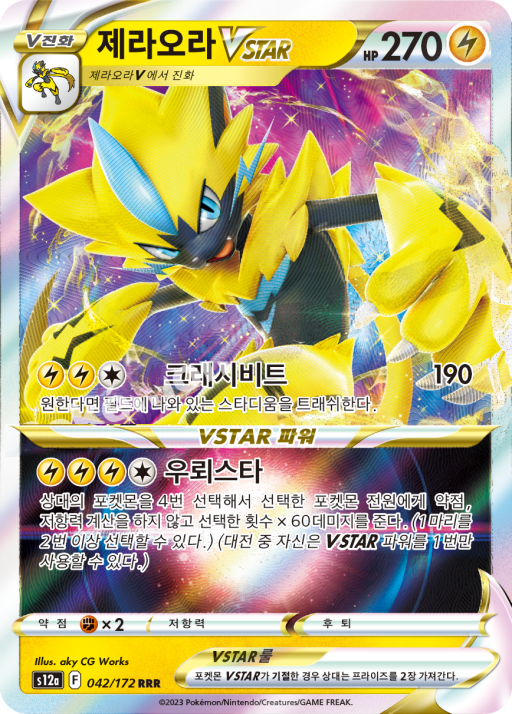 V진화 제라오라 VSTAR HP 270
제라오라V에서 진화
크래시비트 190
원한다면 필드에 나와 있는 스타디움을 트래쉬한다.
VSTAR 파워
우뢰스타
상대의 포켓몬을 4번 선택해서 선택한 포켓몬 전원에게 약점,
저항력 계산을 하지 않고 선택한 횟수 × 60데미지를 준다. (1마리를
2번 이상 선택할 수 있다.) (대전 중 자신은 VSTAR 파워를 1번만
사용할 수 있다.)
약점 ×2 저항력 후퇴
Illus. aky CG Works
VSTAR룰
포켓몬 VSTAR가 기절한 경우 상대는 프라이즈를 2장 가져간다.
s12a F 042/172 RRR
©2023 Pokémon/Nintendo/Creatures/GAME FREAK.